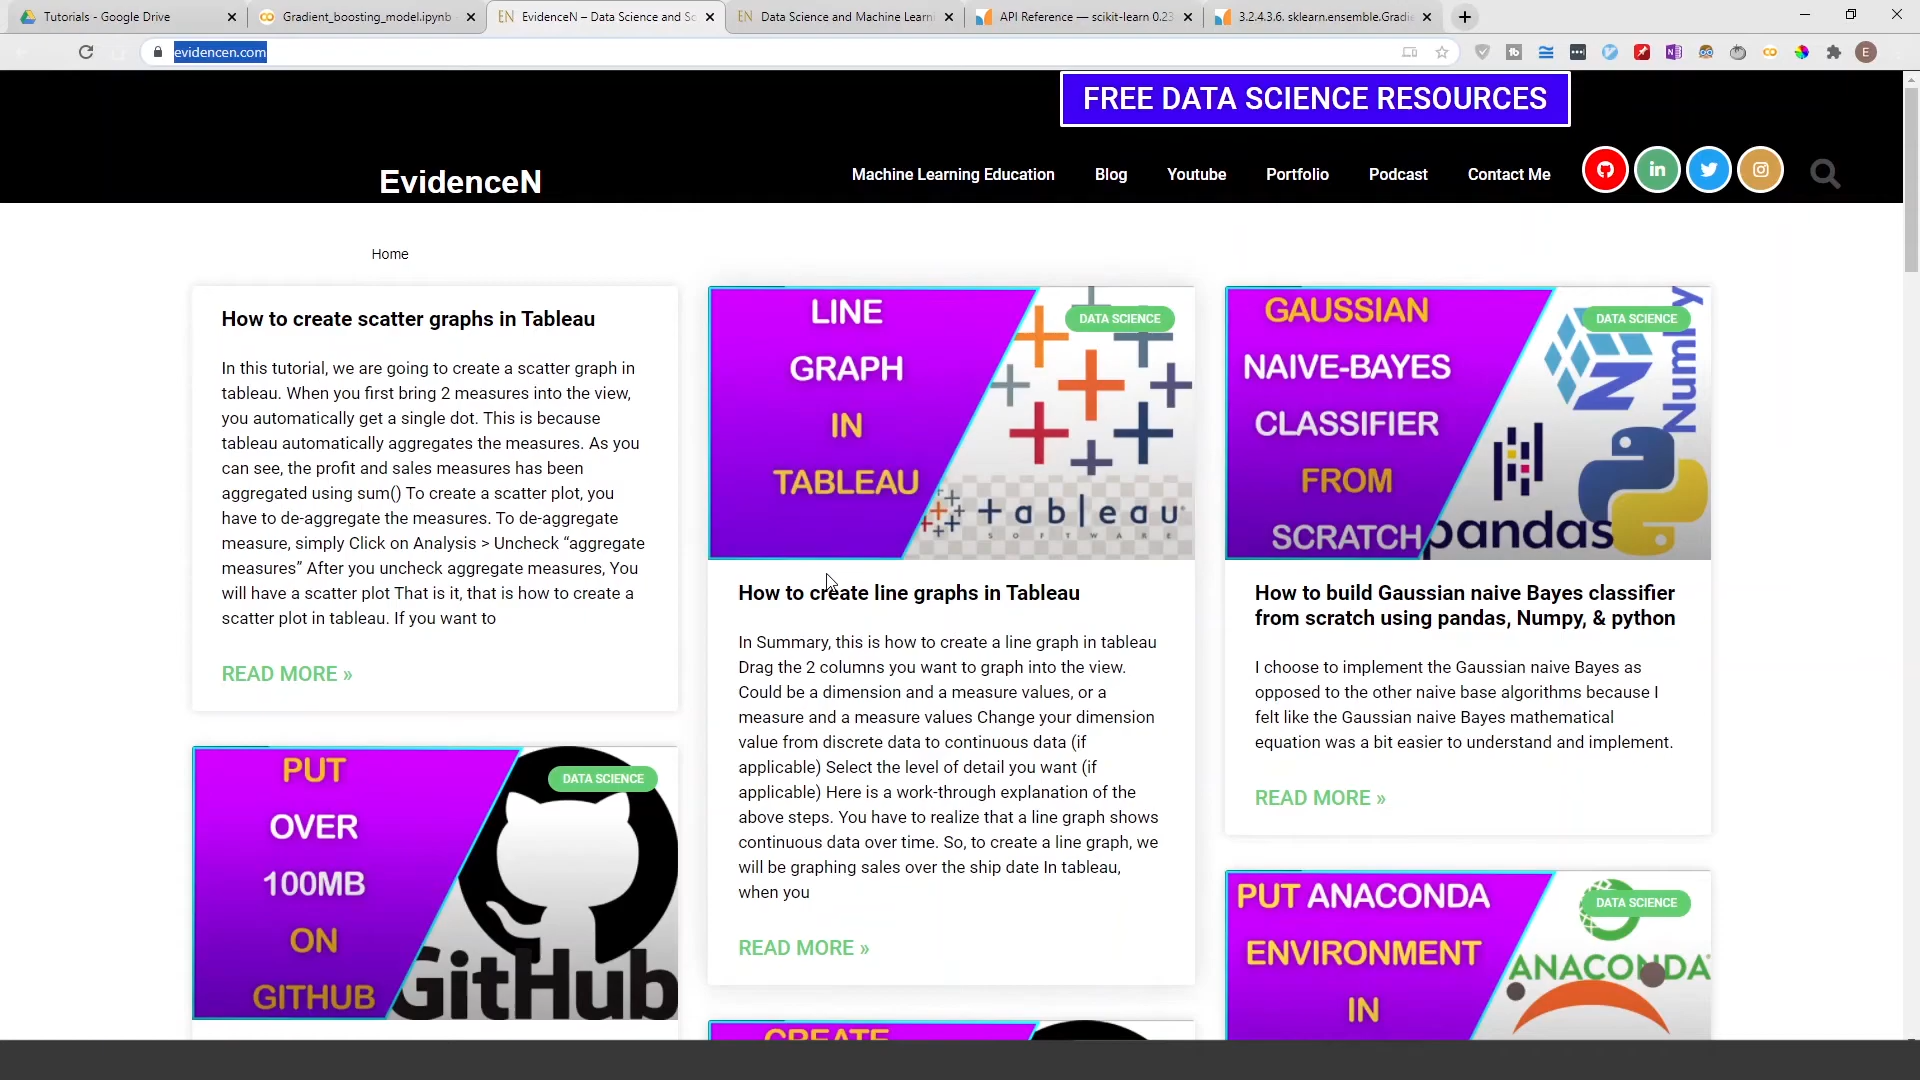 Tutorials - Google Drive
Gradient_boosting_model.ipynb
EvidenceN – Data Science and Sc
Data Science and Machine Learni
API Reference — scikit-learn 0.23
3.2.4.3.6. sklearn.ensemble.Gradie
evidencen.com
E
FREE DATA SCIENCE RESOURCES
EvidenceN
Machine Learning Education
Blog
Youtube
Portfolio
Podcast
Contact Me
Home
How to create scatter graphs in Tableau
In this tutorial, we are going to create a scatter graph in
tableau. When you first bring 2 measures into the view,
you automatically get a single dot. This is because
tableau automatically aggregates the measures. As you
can see, the profit and sales measures has been
aggregated using sum() To create a scatter plot, you
have to de-aggregate the measures. To de-aggregate
measure, simply Click on Analysis > Uncheck “aggregate
measures” After you uncheck aggregate measures, You
will have a scatter plot That is it, that is how to create a
scatter plot in tableau. If you want to
READ MORE »
PUT
OVER
100MB
ON
GITHUB
DATA SCIENCE
GitHub
LINE
GRAPH
IN
TABLEAU
DATA SCIENCE
+ a b | e a u
S O F T W A R E
How to create line graphs in Tableau
In Summary, this is how to create a line graph in tableau
Drag the 2 columns you want to graph into the view.
Could be a dimension and a measure values, or a
measure and a measure values Change your dimension
value from discrete data to continuous data (if
applicable) Select the level of detail you want (if
applicable) Here is a work-through explanation of the
above steps. You have to realize that a line graph shows
continuous data over time. So, to create a line graph, we
will be graphing sales over the ship date In tableau,
when you
READ MORE »
CREATE
GAUSSIAN
NAIVE-BAYES
CLASSIFIER
FROM
SCRATCH
DATA SCIENCE
NumPy
pandas
How to build Gaussian naive Bayes classifier
from scratch using pandas, Numpy, & python
I choose to implement the Gaussian naive Bayes as
opposed to the other naive base algorithms because I
felt like the Gaussian naive Bayes mathematical
equation was a bit easier to understand and implement.
READ MORE »
PUT ANACONDA
ENVIRONMENT
IN
DATA SCIENCE
ANACONDA